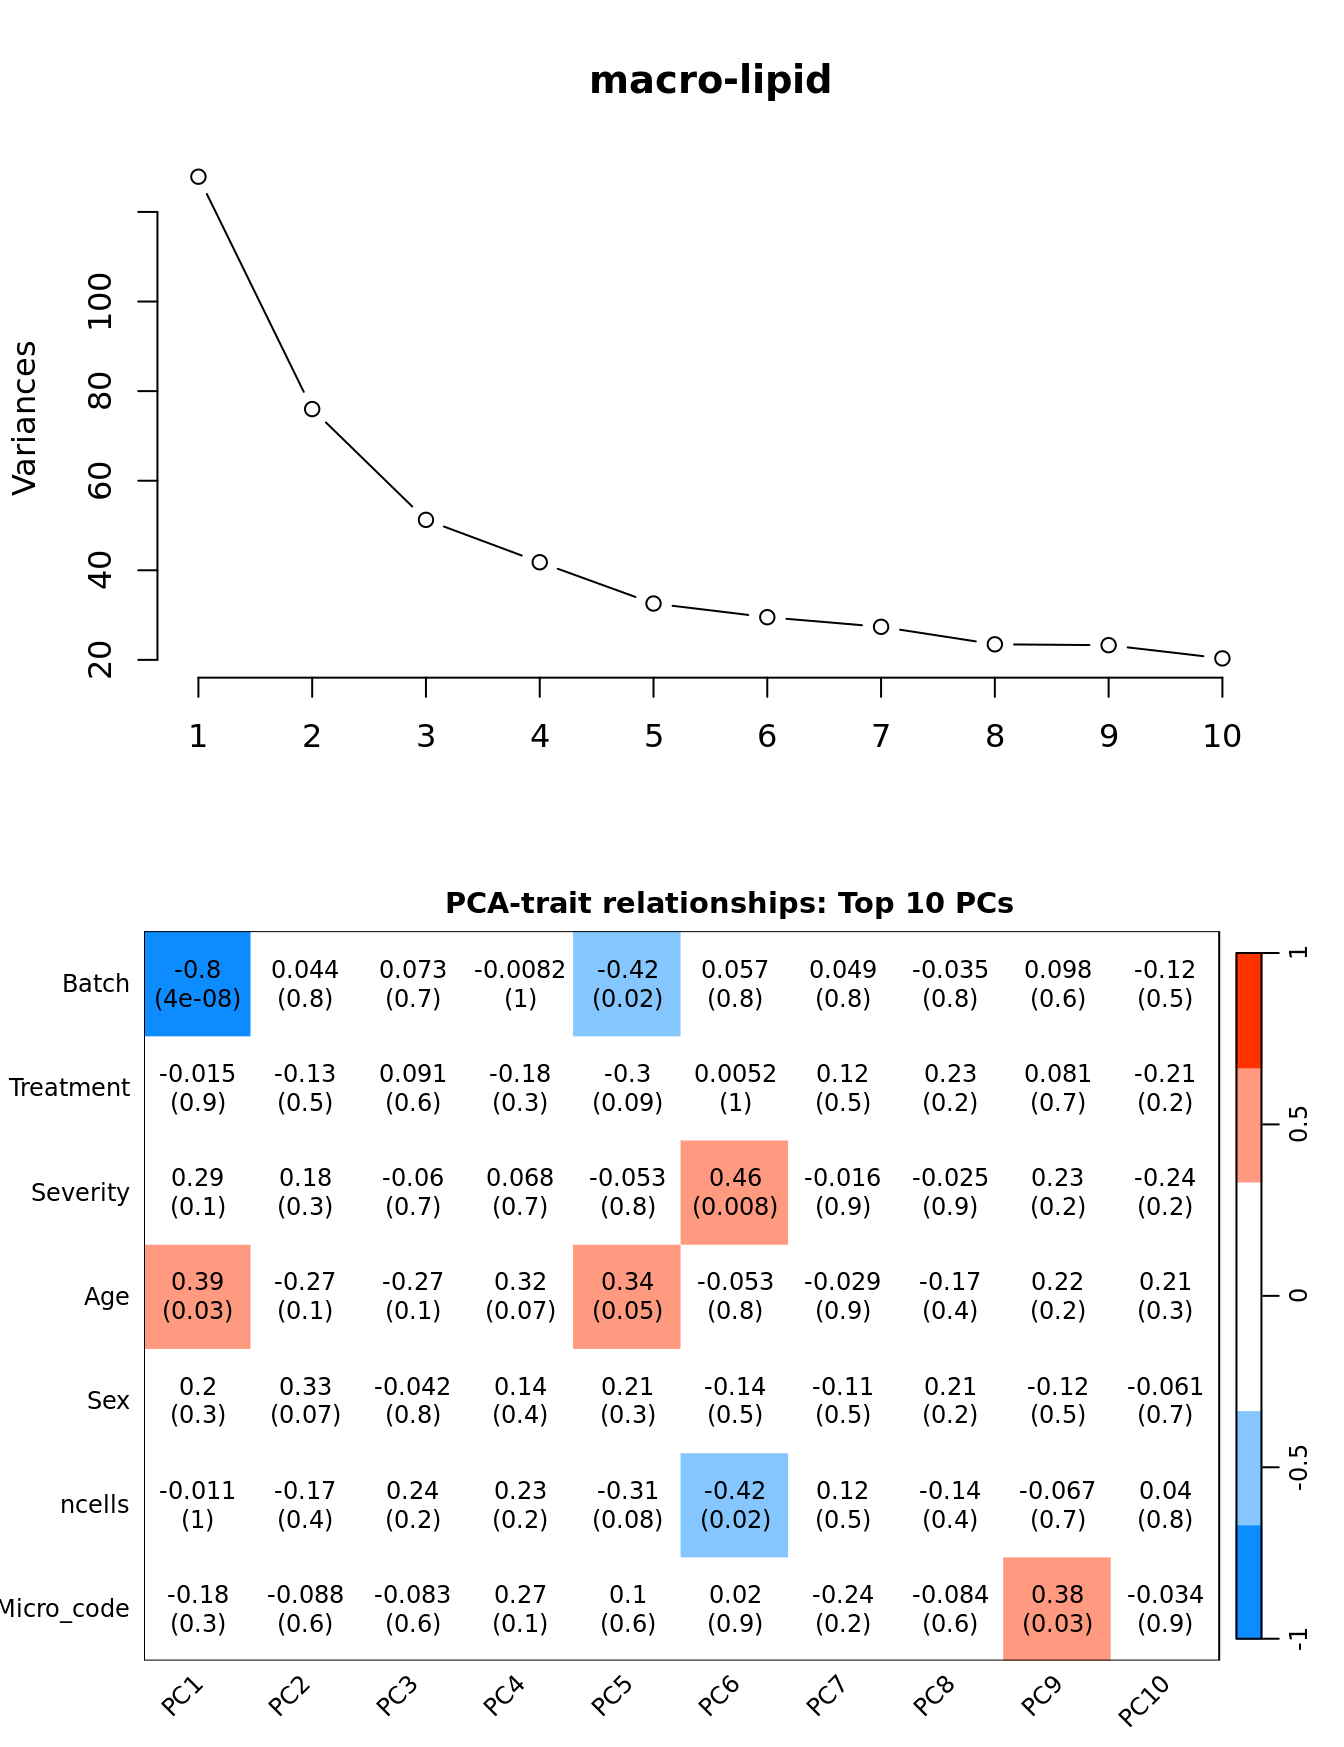 macro-lipid
Variances
100
80
60
40
20
1 2 3 4 5 6 7 8 9 10
PCA-trait relationships: Top 10 PCs
Batch
-0.8 0.044 0.073 -0.0082 -0.42 0.057 0.049 -0.035 0.098 -0.12
(4e-08) (0.8) (0.7) (1) (0.02) (0.8) (0.8) (0.8) (0.6) (0.5)
Treatment
-0.015 -0.13 0.091 -0.18 -0.3 0.0052 0.12 0.23 0.081 -0.21
(0.9) (0.5) (0.6) (0.3) (0.09) (1) (0.5) (0.2) (0.7) (0.2)
Severity
0.29 0.18 -0.06 0.068 -0.053 0.46 -0.016 -0.025 0.23 -0.24
(0.1) (0.3) (0.7) (0.7) (0.8) (0.008) (0.9) (0.9) (0.2) (0.2)
Age
0.39 -0.27 -0.27 0.32 0.34 -0.053 -0.029 -0.17 0.22 0.21
(0.03) (0.1) (0.1) (0.07) (0.05) (0.8) (0.9) (0.4) (0.2) (0.3)
Sex
0.2 0.33 -0.042 0.14 0.21 -0.14 -0.11 0.21 -0.12 -0.061
(0.3) (0.07) (0.8) (0.4) (0.3) (0.5) (0.5) (0.2) (0.5) (0.7)
ncells
-0.011 -0.17 0.24 0.23 -0.31 -0.42 0.12 -0.14 -0.067 0.04
(1) (0.4) (0.2) (0.2) (0.08) (0.02) (0.5) (0.4) (0.7) (0.8)
Micro_code
-0.18 -0.088 -0.083 0.27 0.1 0.02 -0.24 -0.084 0.38 -0.034
(0.3) (0.6) (0.6) (0.1) (0.6) (0.9) (0.2) (0.6) (0.03) (0.9)
PC1 PC2 PC3 PC4 PC5 PC6 PC7 PC8 PC9 PC10
1
0.5
0
-0.5
-1